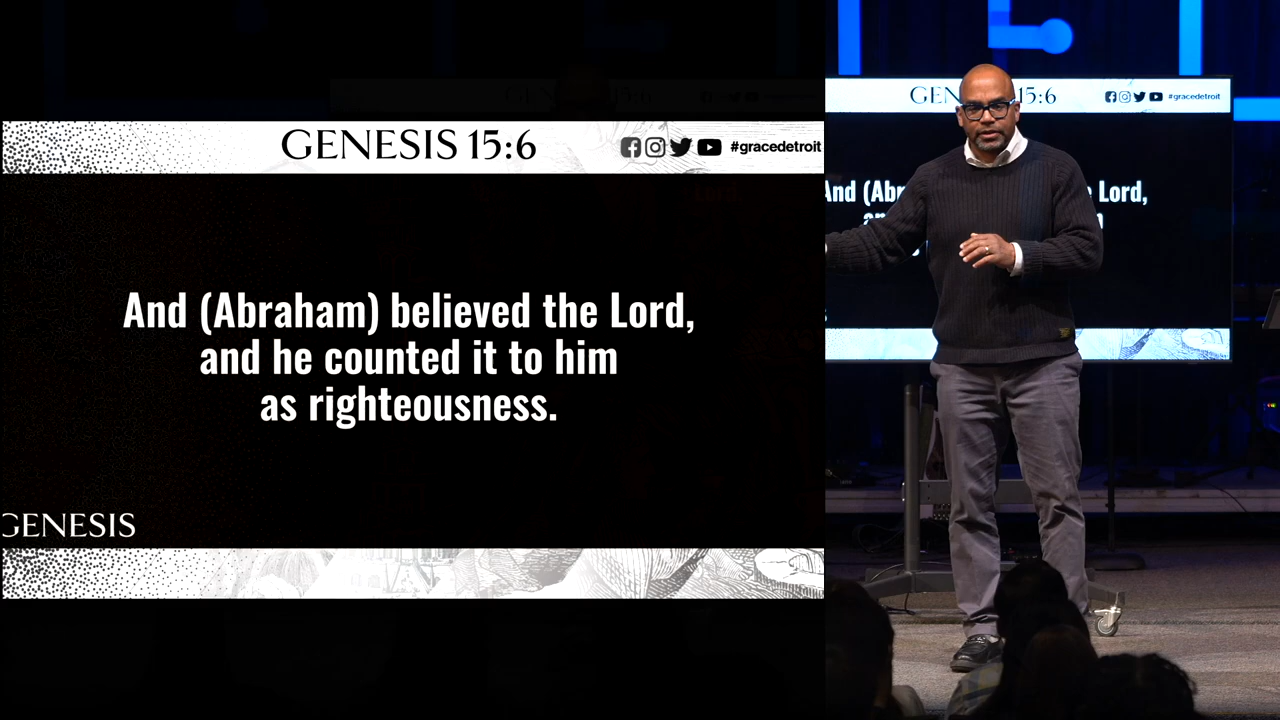 GENESIS 15:6
#gracedetroit
And (Abraham) believed the Lord,
and he counted it to him
as righteousness.
GENESIS
GEN 15:6
#gracedetroit
And (Abr Lord,